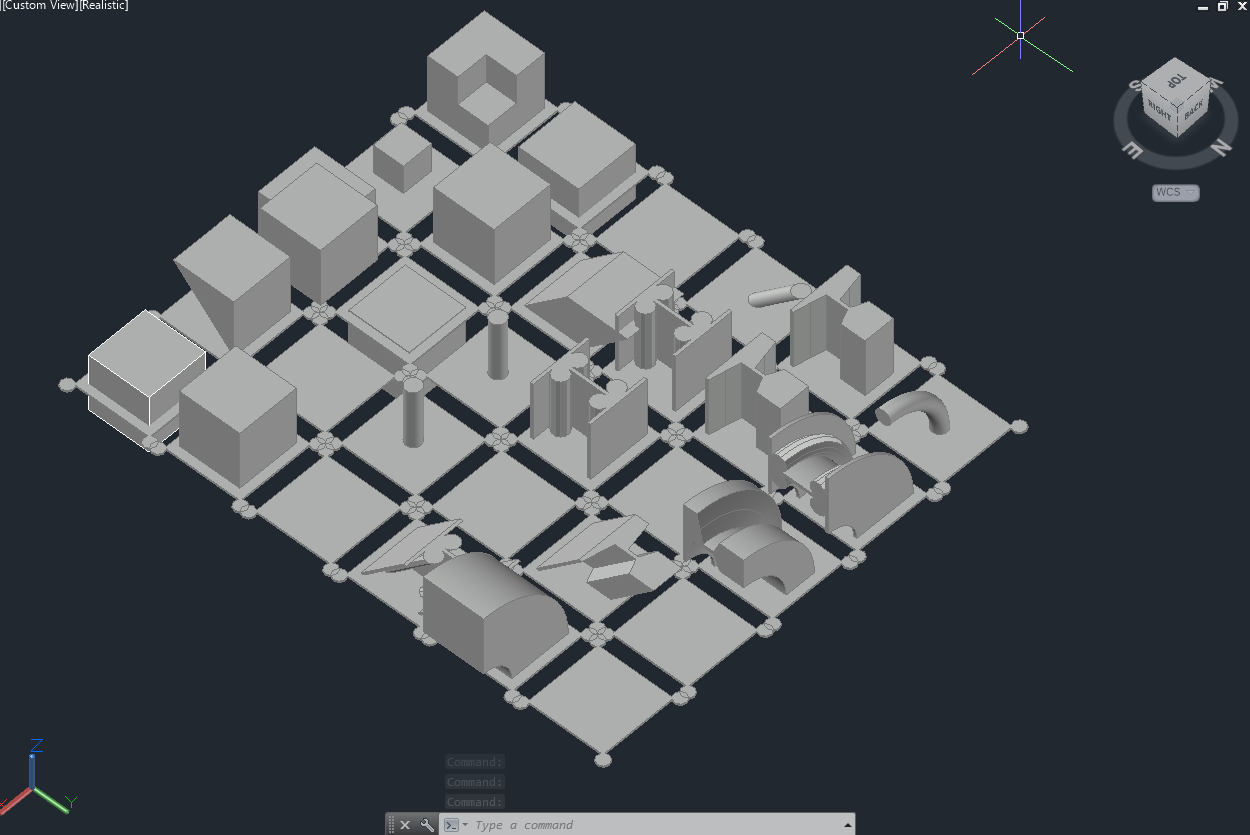 [Custom View][Realistic]
TOP
RIGHT
BACK
S
W
E
N
WCS
Z
Y
Command:
Command:
Command:
Type a command